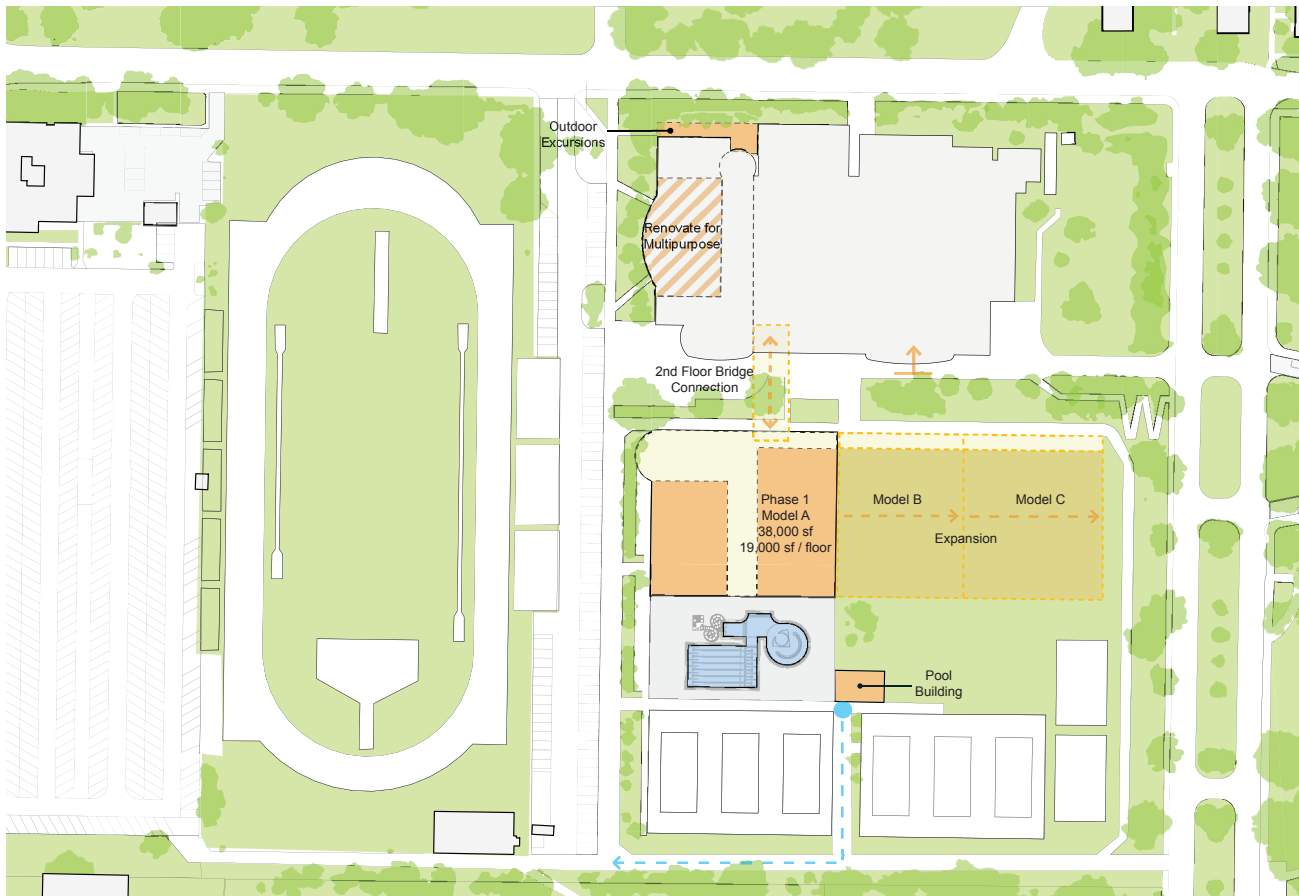 Outdoor
Excursions
Renovate for
Multipurpose
2nd Floor Bridge
Connection
Phase 1
Model A
38,000 sf
19,000 sf / floor
Model B
Model C
Expansion
Pool
Building